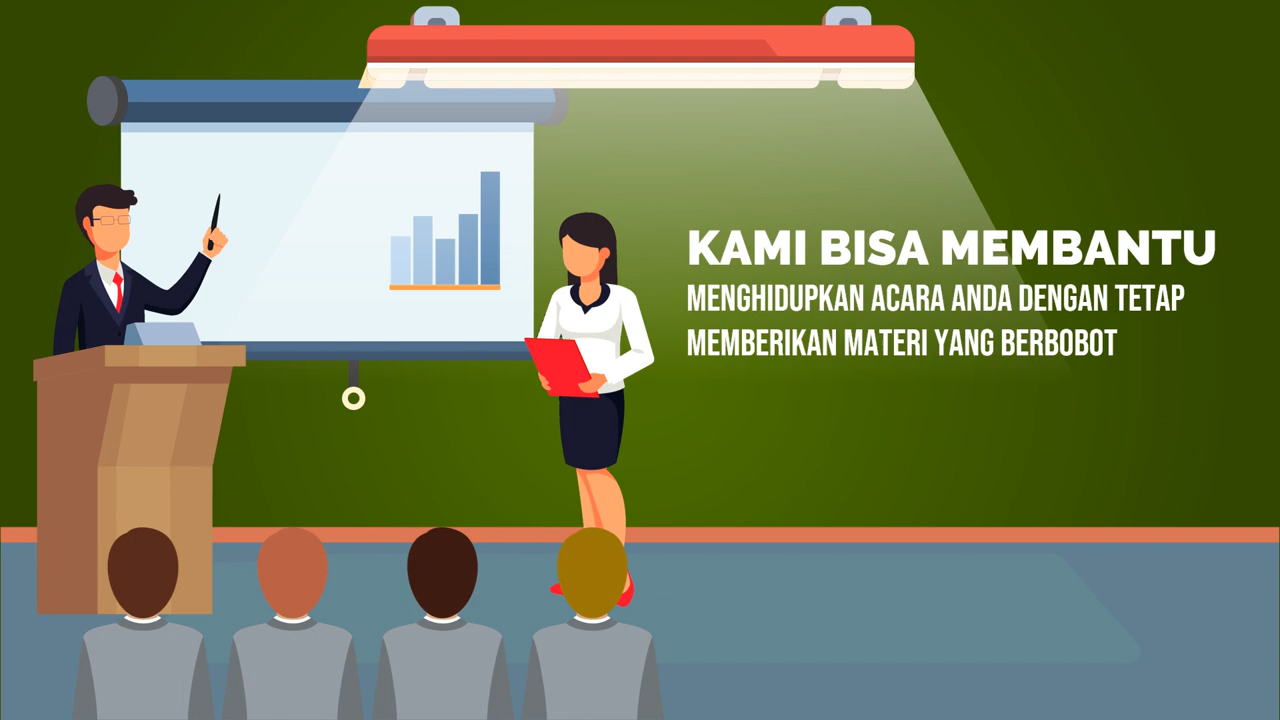 KAMI BISA MEMBANTU
MENGHIDUPKAN ACARA ANDA DENGAN TETAP
MEMBERIKAN MATERI YANG BERBOBOT